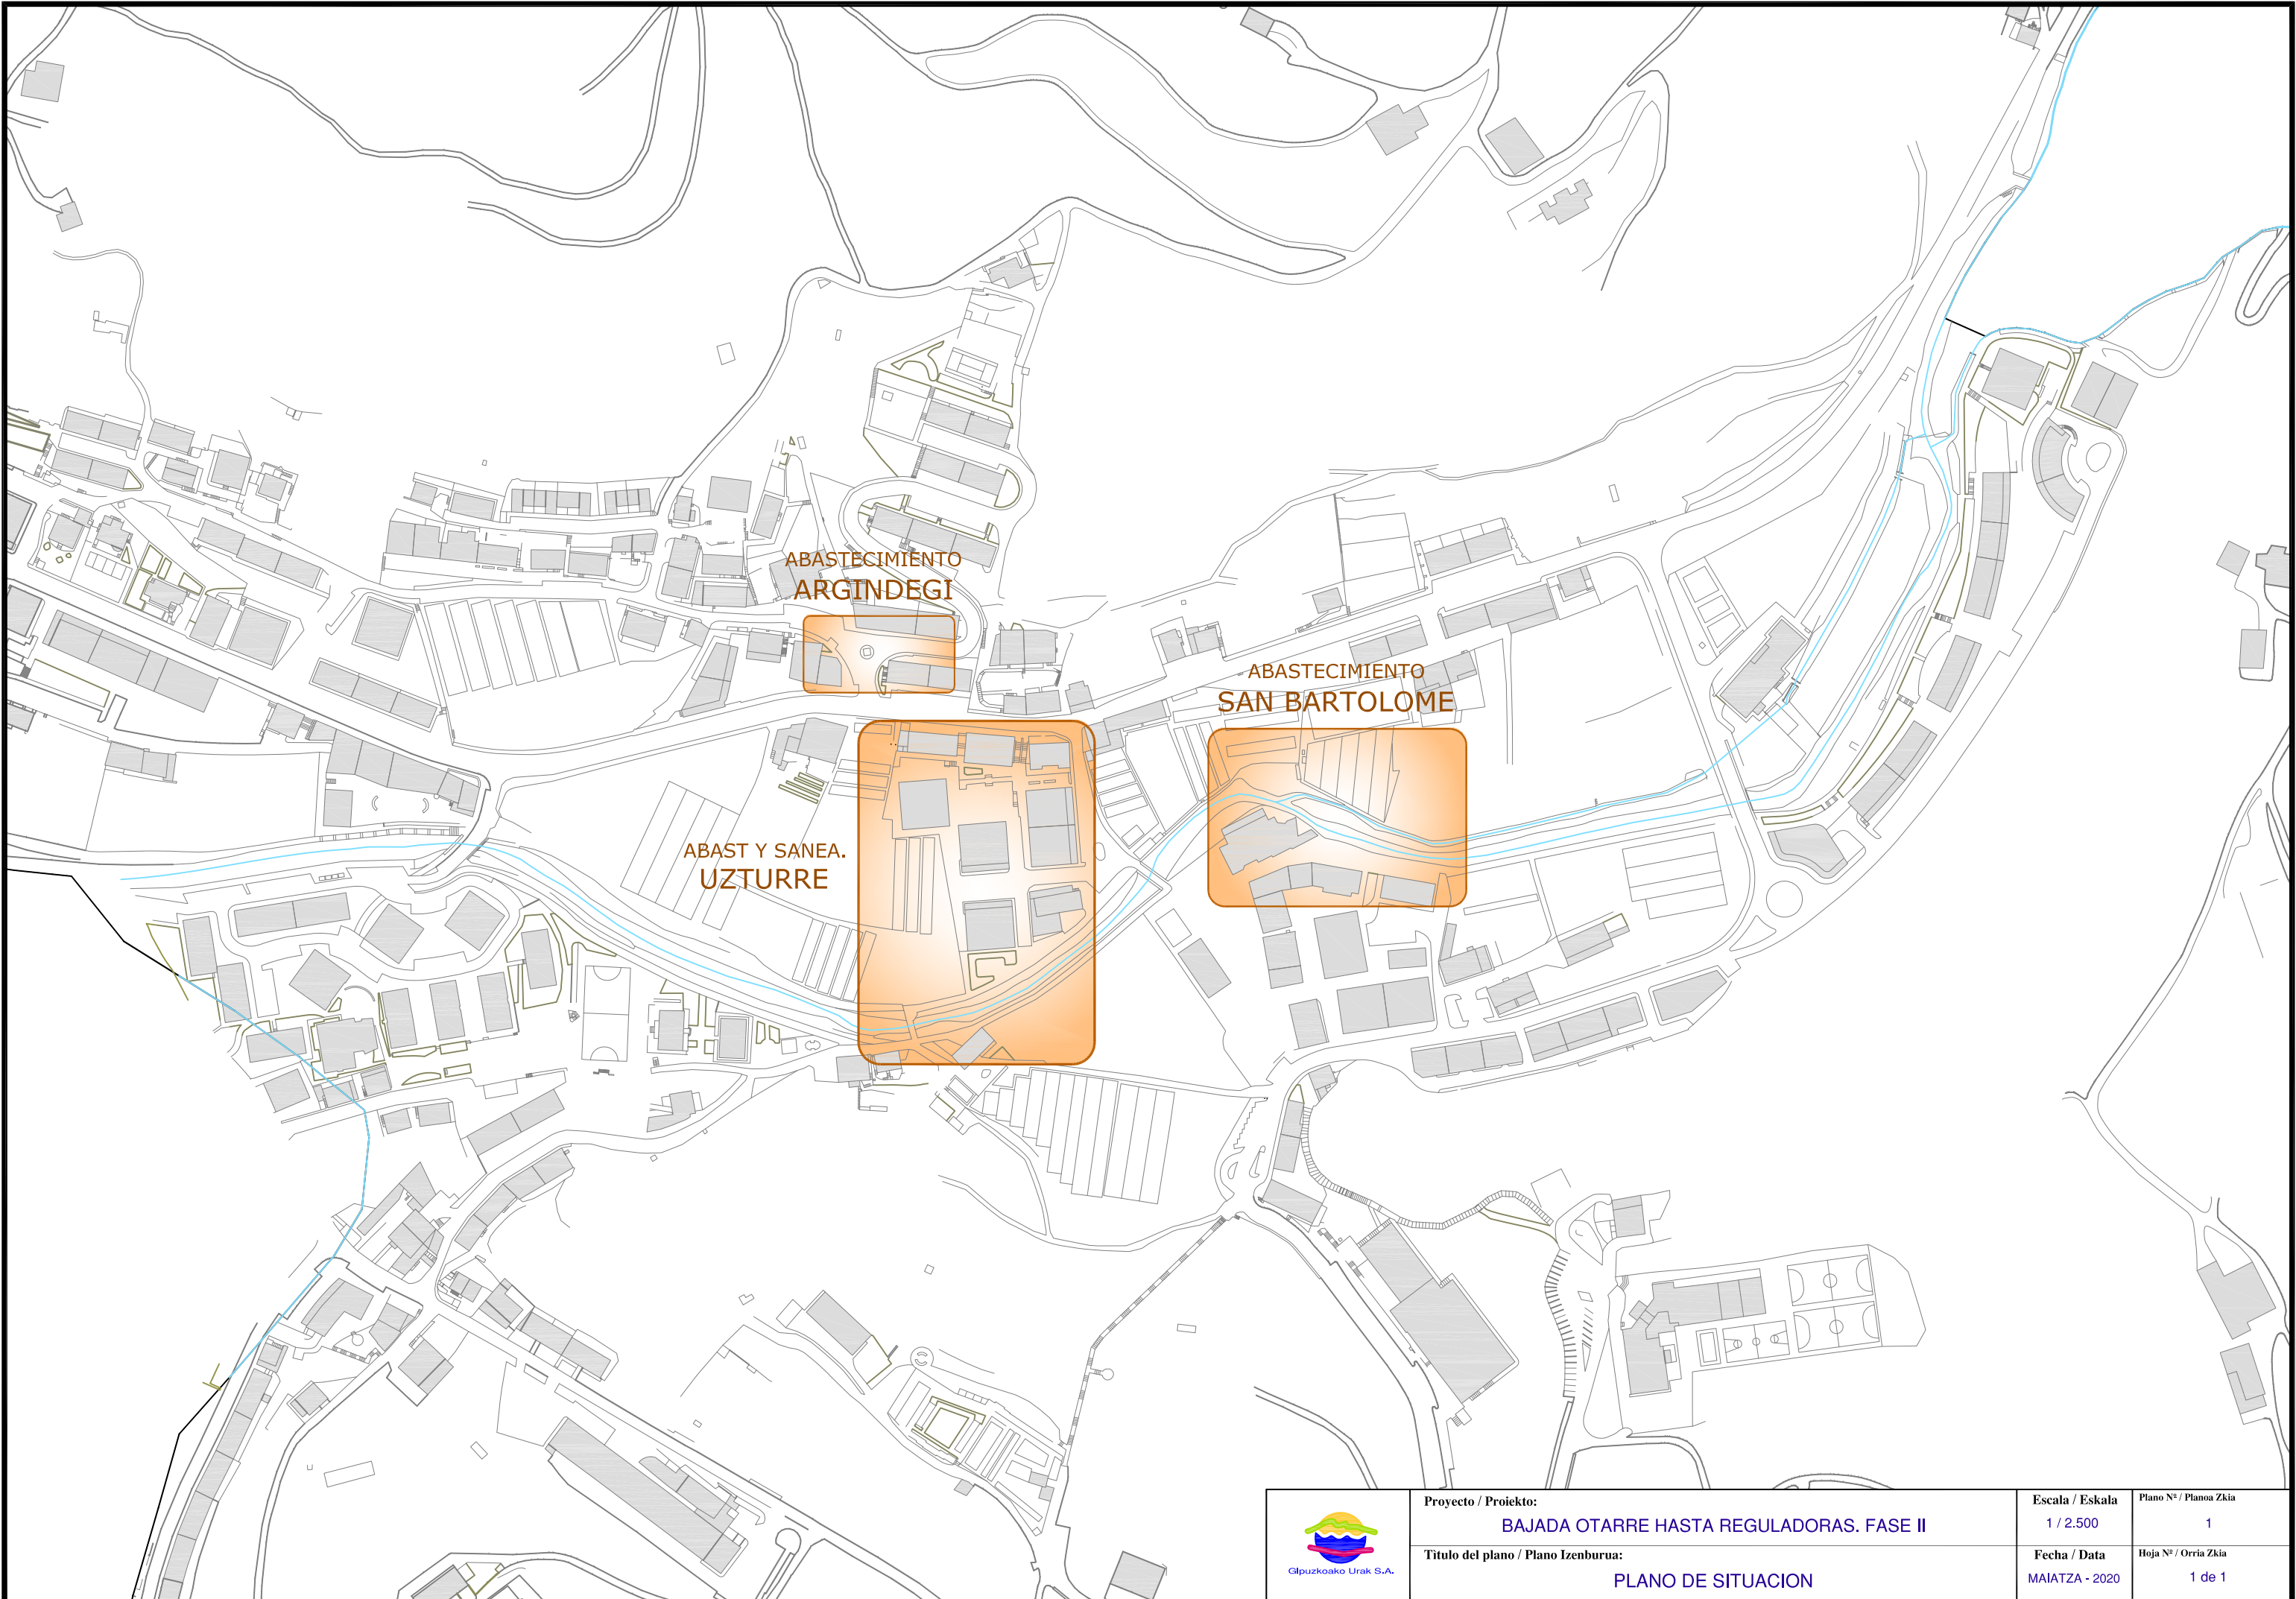 ABASTECIMIENTO
ARGINDEGI
ABASTECIMIENTO
SAN BARTOLOME
ABAST Y SANEA.
UZTURRE
Gipuzkoako Urak S.A.
Proyecto / Proiekto:
BAJADA OTARRE HASTA REGULADORAS. FASE II
Titulo del plano / Plano Izenburua:
PLANO DE SITUACION
Escala / Eskala
1 / 2.500
Fecha / Data
MAIATZA - 2020
Plano Nº / Planoa Zkia
1
Hoja Nº / Orria Zkia
1 de 1